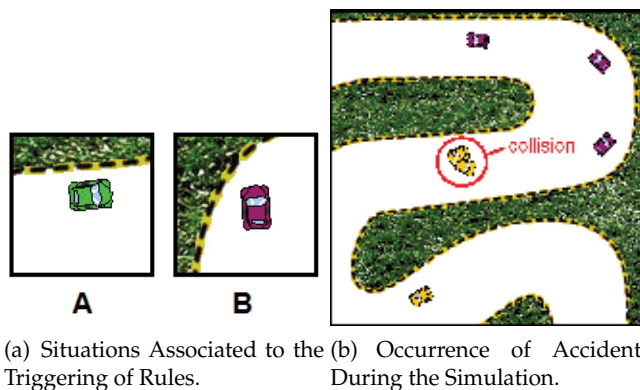 collision
A
B
(a) Situations Associated to the
Triggering of Rules.
(b) Occurrence of Accident
During the Simulation.